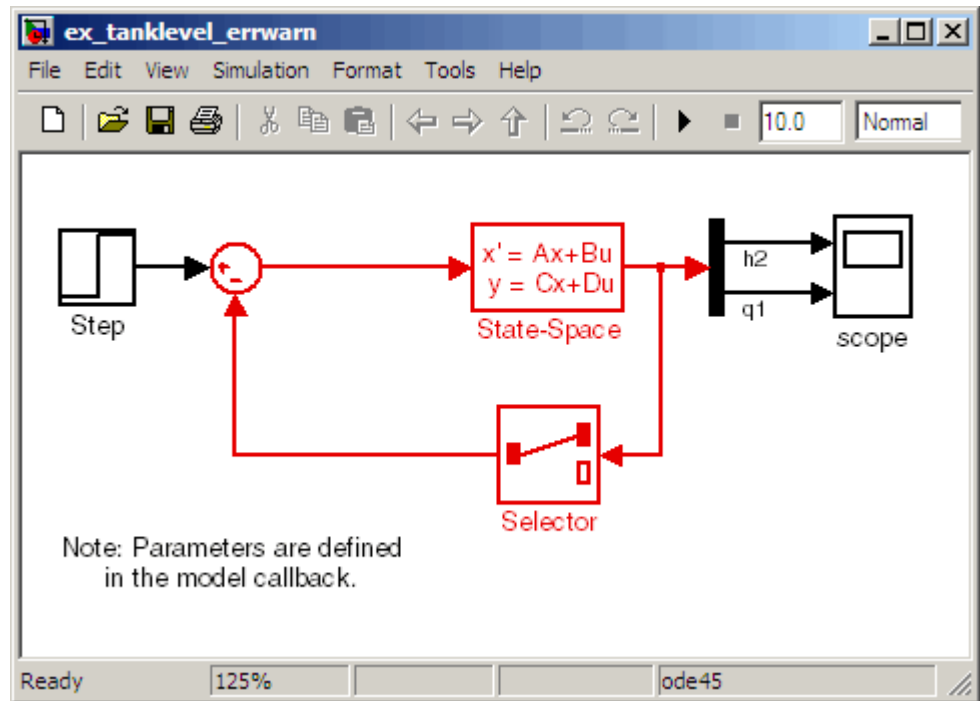 ex_tanklevel_errwarn
File Edit View Simulation Format Tools Help
10.0 Normal
Step
+
-
x' = Ax+Bu
y = Cx+Du
State-Space
h2
q1
scope
Selector
Note: Parameters are defined
in the model callback.
Ready 125% ode45